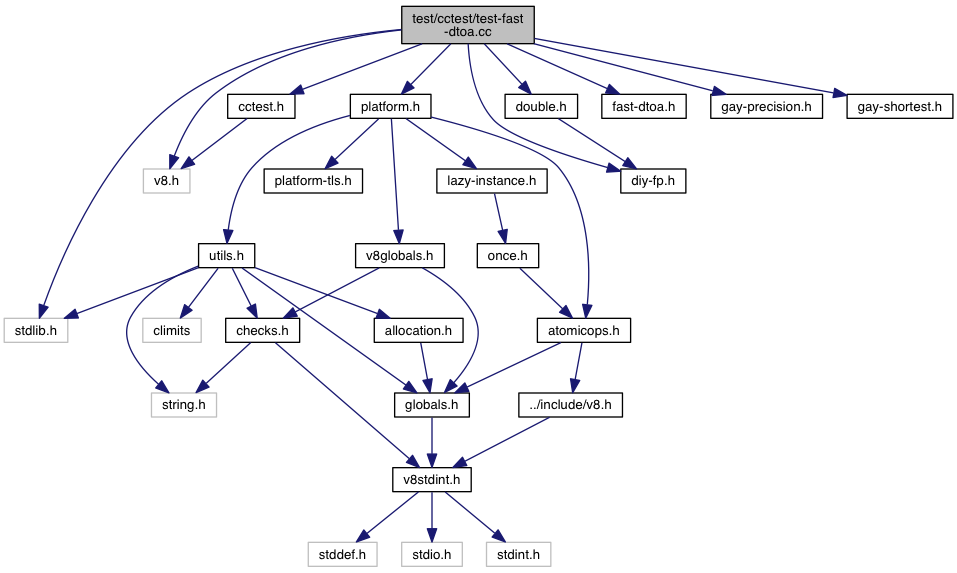 test/cctest/test-fast
-dtoa.cc
cctest.h
platform.h
double.h
fast-dtoa.h
gay-precision.h
gay-shortest.h
v8.h
platform-tls.h
lazy-instance.h
diy-fp.h
utils.h
v8globals.h
once.h
stdlib.h
climits
checks.h
allocation.h
atomicops.h
string.h
globals.h
../include/v8.h
v8stdint.h
stddef.h
stdio.h
stdint.h